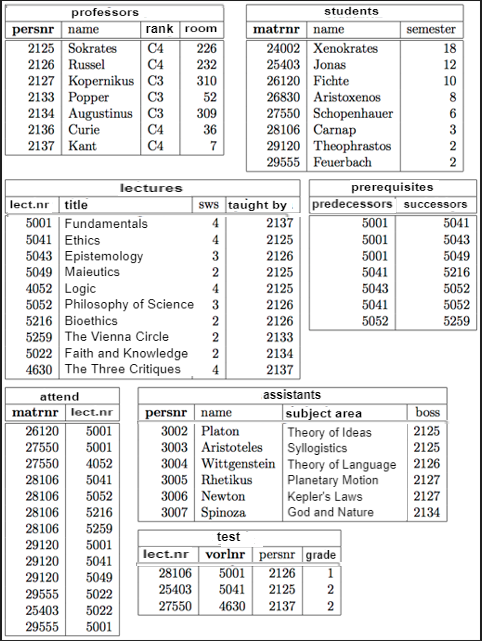 professors
persnr name rank room
2125 Sokrates C4 226
2126 Russel C4 232
2127 Kopernikus C3 310
2133 Popper C3 52
2134 Augustinus C3 309
2136 Curie C4 36
2137 Kant C4 7
students
matrnr name semester
24002 Xenokrates 18
25403 Jonas 12
26120 Fichte 10
26830 Aristoxenos 8
27550 Schopenhauer 6
28106 Carnap 3
29120 Theophrastos 2
29555 Feuerbach 2
lectures
lect.nr title sws taught by
5001 Fundamentals 4 2137
5041 Ethics 4 2125
5043 Epistemology 3 2126
5049 Maieutics 2 2125
4052 Logic 4 2125
5052 Philosophy of Science 3 2126
5216 Bioethics 2 2126
5259 The Vienna Circle 2 2133
5022 Faith and Knowledge 2 2134
4630 The Three Critiques 4 2137
prerequisites
predecessors successors
5001 5041
5001 5043
5001 5049
5041 5216
5043 5052
5041 5052
5052 5259
attend
matrnr lect.nr
26120 5001
27550 5001
27550 4052
28106 5041
28106 5052
28106 5216
28106 5259
29120 5001
29120 5041
29120 5049
29555 5022
25403 5022
29555 5001
assistants
persnr name subject area boss
3002 Platon Theory of Ideas 2125
3003 Aristoteles Syllogistics 2125
3004 Wittgenstein Theory of Language 2126
3005 Rhetikus Planetary Motion 2127
3006 Newton Kepler's Laws 2127
3007 Spinoza God and Nature 2134
test
lect.nr vorlnr persnr grade
28106 5001 2126 1
25403 5041 2125 2
27550 4630 2137 2